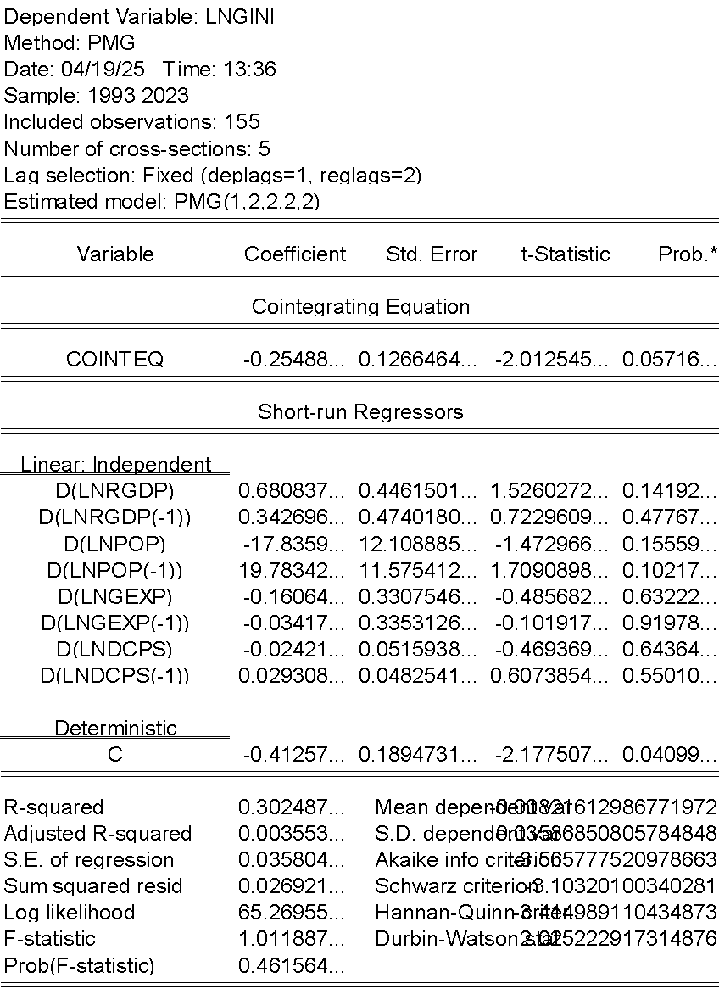 Dependent Variable: LNGINI
Method: PMG
Date: 04/19/25 Time: 13:36
Sample: 1993 2023
Included observations: 155
Number of cross-sections: 5
Lag selection: Fixed (deplags=1, reglags=2)
Estimated model: PMG(1,2,2,2,2)
Variable Coefficient Std. Error t-Statistic Prob.*
Cointegrating Equation
COINTEQ -0.25488... 0.1266464... -2.012545... 0.05716...
Short-run Regressors
Linear: Independent
D(LNRGDP) 0.680837... 0.4461501... 1.5260272... 0.14192...
D(LNRGDP(-1)) 0.342696... 0.4740180... 0.7229609... 0.47767...
D(LNPOP) -17.8359... 12.108885... -1.472966... 0.15559...
D(LNPOP(-1)) 19.78342... 11.575412... 1.7090898... 0.10217...
D(LNGEXP) -0.16064... 0.3307546... -0.485682... 0.63222...
D(LNGEXP(-1)) -0.03417... 0.3353126... -0.101917... 0.91978...
D(LNDCPS) -0.02421... 0.0515938... -0.469369... 0.64364...
D(LNDCPS(-1)) 0.029308... 0.0482541... 0.6073854... 0.55010...
Deterministic
C -0.41257... 0.1894731... -2.177507... 0.04099...
R-squared 0.302487... Mean dependent var -0.00821612986771972
Adjusted R-squared 0.003553... S.D. dependent var 0.03586850805784848
S.E. of regression 0.035804... Akaike info criterion -3.565777520978663
Sum squared resid 0.026921... Schwarz criterion -3.10320100340281
Log likelihood 65.26955... Hannan-Quinn criter. -3.414989110434873
F-statistic 1.011887... Durbin-Watson stat 2.025222917314876
Prob(F-statistic) 0.461564...